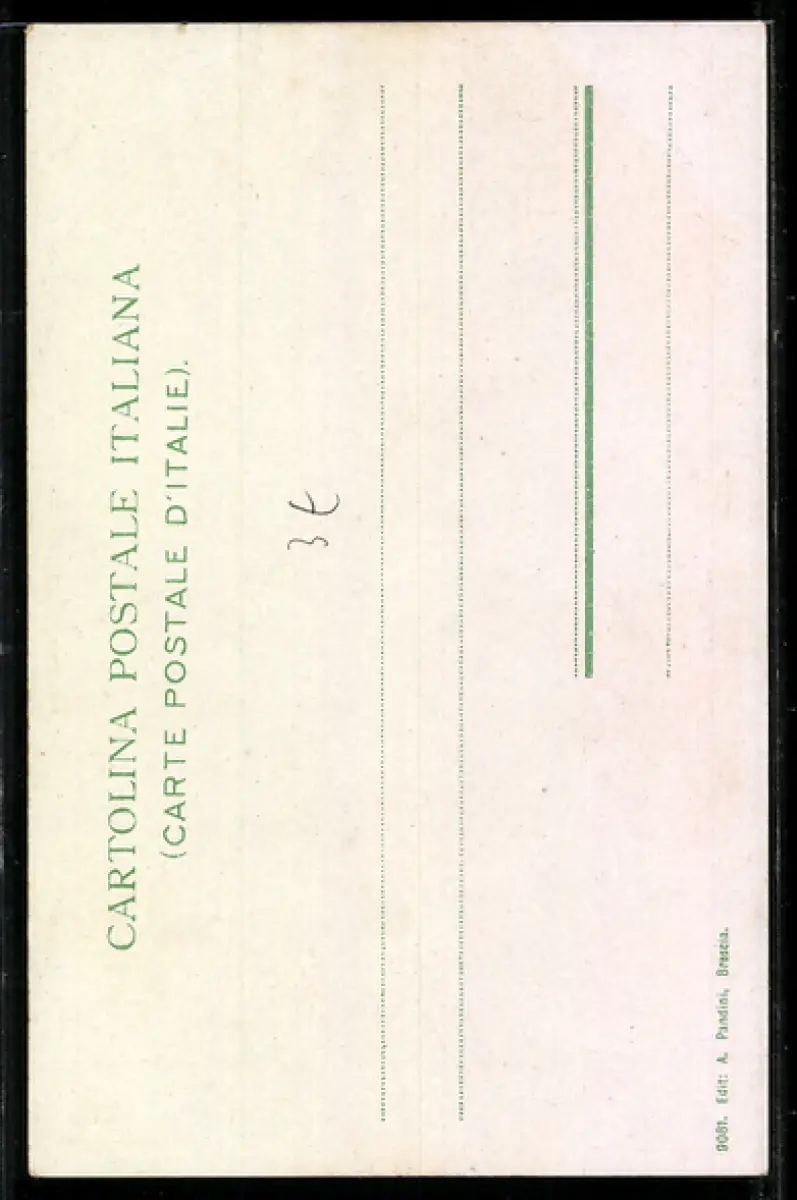 CARTOLINA POSTALE ITALIANA
(CARTE POSTALE D'ITALIE).
3 €
9081. Edit: A. Pandini, Brescia.